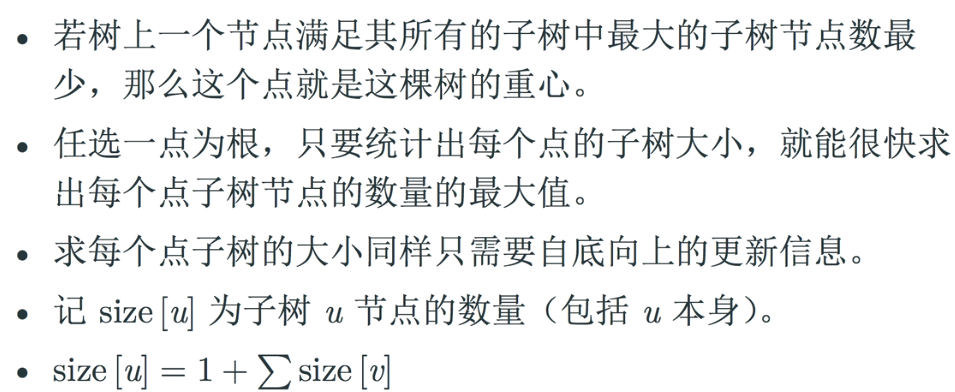 • 若树上一个节点满足其所有的子树中最大的子树节点数最
少，那么这个点就是这棵树的重心。
• 任选一点为根，只要统计出每个点的子树大小，就能很快求
出每个点子树节点的数量的最大值。
• 求每个点子树的大小同样只需要自底向上的更新信息。
• 记 size [u] 为子树 u 节点的数量（包括 u 本身）。
• size [u] = 1 + ∑ size [v]